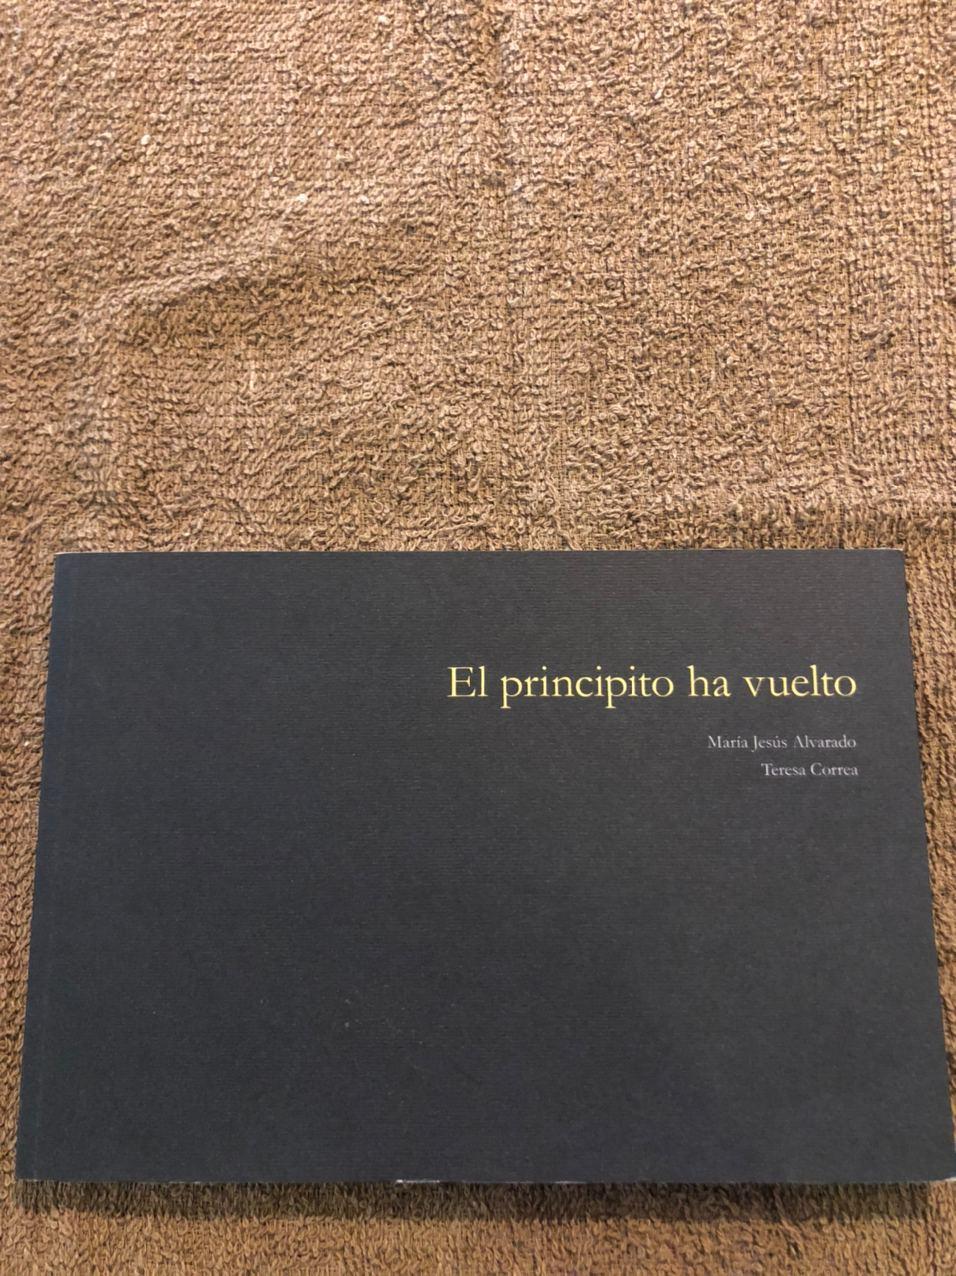 El principito ha vuelto
María Jesús Alvarado
Teresa Correa